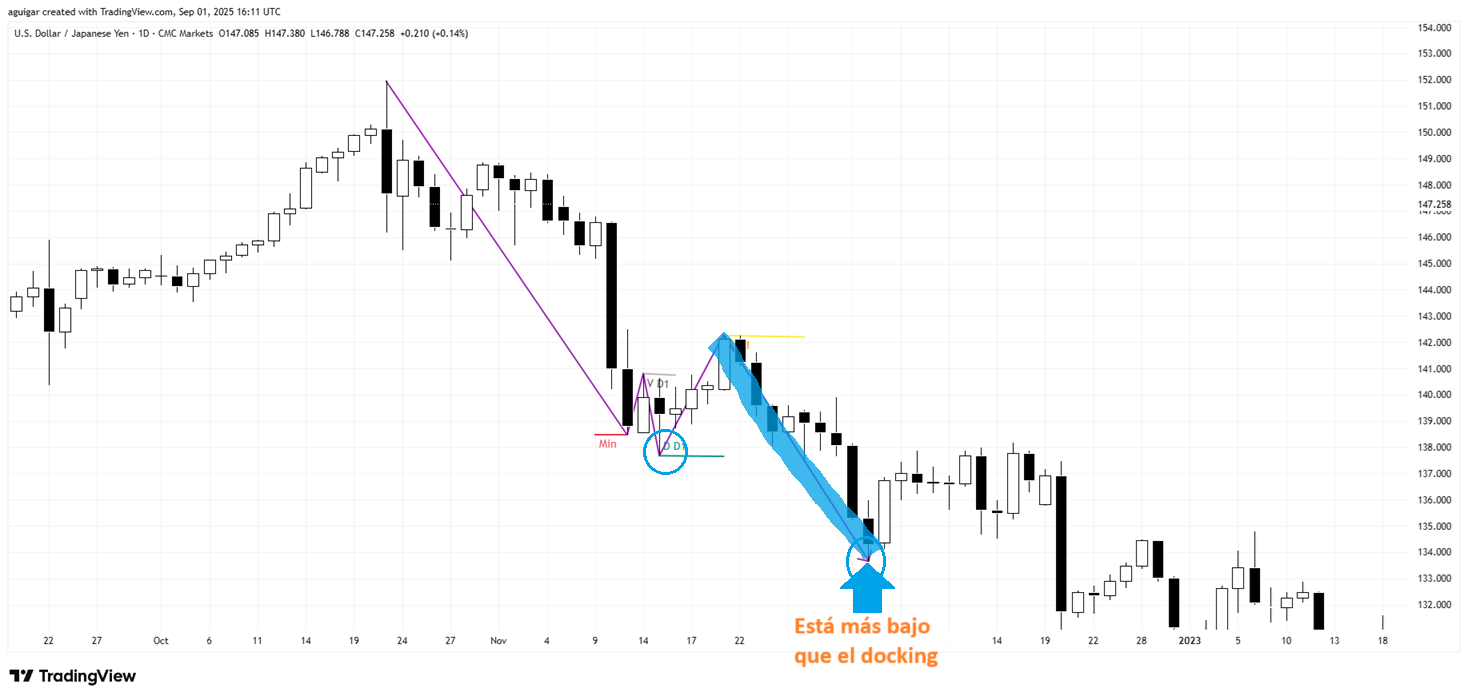 aguigar created with TradingView.com, Sep 01, 2025 16:11 UTC
U.S. Dollar / Japanese Yen · 1D · CMC Markets O147.085 H147.380 L146.788 C147.258 +0.210 (+0.14%)
154.000
153.000
152.000
151.000
150.000
149.000
148.000
147.258
147.000
146.000
145.000
144.000
143.000
142.000
141.000
140.000
139.000
138.000
137.000
136.000
135.000
134.000
133.000
132.000
V D1
Min
D D1
Está más bajo
que el docking
22 27 Oct 6 11 14 19 24 27 Nov 4 9 14 17 22 14 19 22 28 2023 5 10 13 18
TradingView